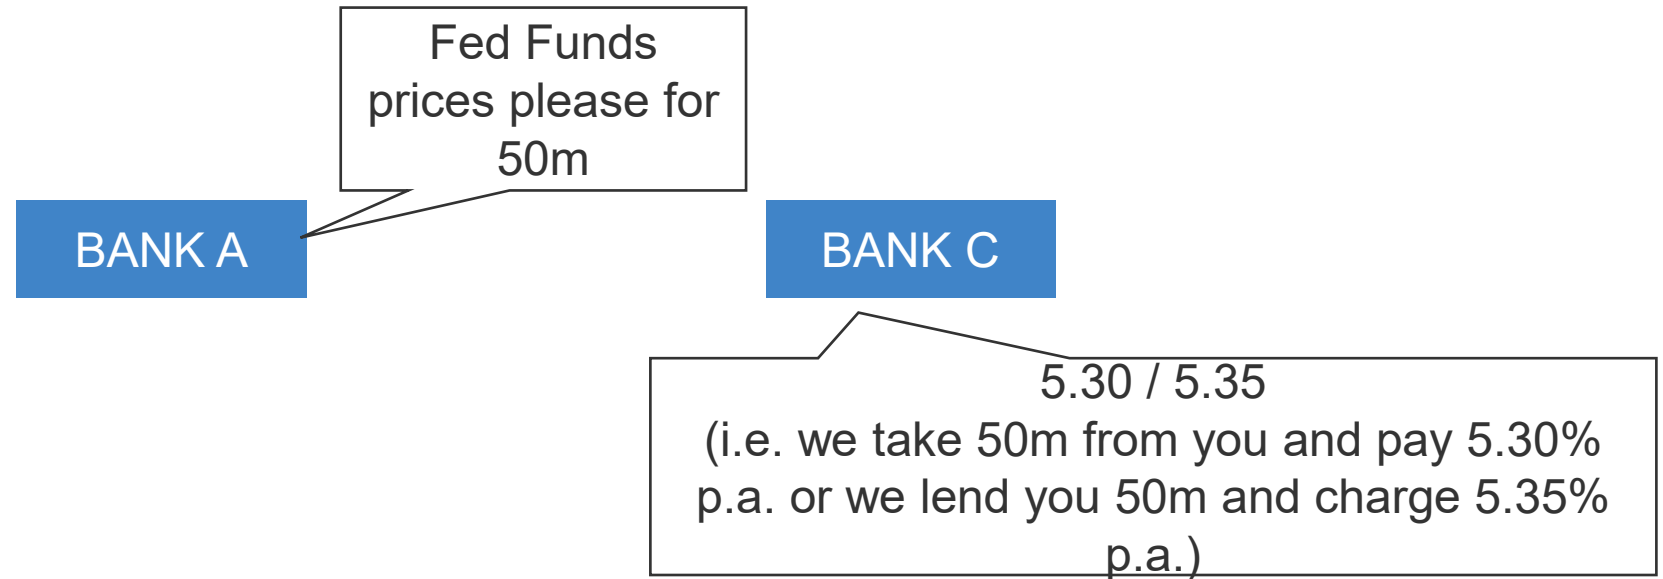 Fed Funds
prices please for
50m
BANK A
BANK C
5.30 / 5.35
(i.e. we take 50m from you and pay 5.30%
p.a. or we lend you 50m and charge 5.35%
p.a.)